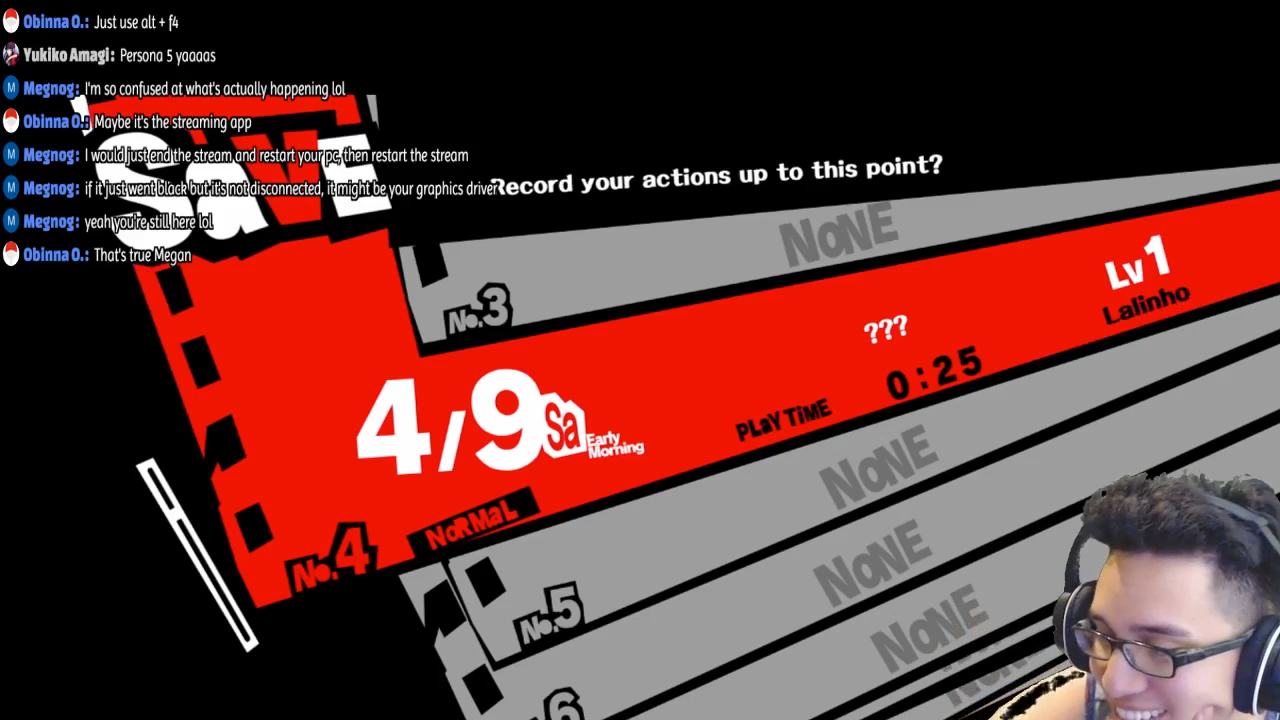 Obinna O.: Just use alt + f4
Yukiko Amagi: Persona 5 yaaaas
Megnog: I'm so confused at what's actually happening lol
Obinna O.: Maybe it's the streaming app
Megnog: I would just end the stream and restart your pc, then restart the stream
Megnog: if it just went black but it's not disconnected, it might be your graphics driver
Megnog: yeah you're still here lol
Obinna O.: That's true Megan
SaVE
Record your actions up to this point?
NoNE
No.3
Lv 1
Lalinho
???
PLaY TiME 0:25
4/9 Sa Early Morning
NoRMaL
No.4
NoNE
No.5
NoNE
No.6
NoNE